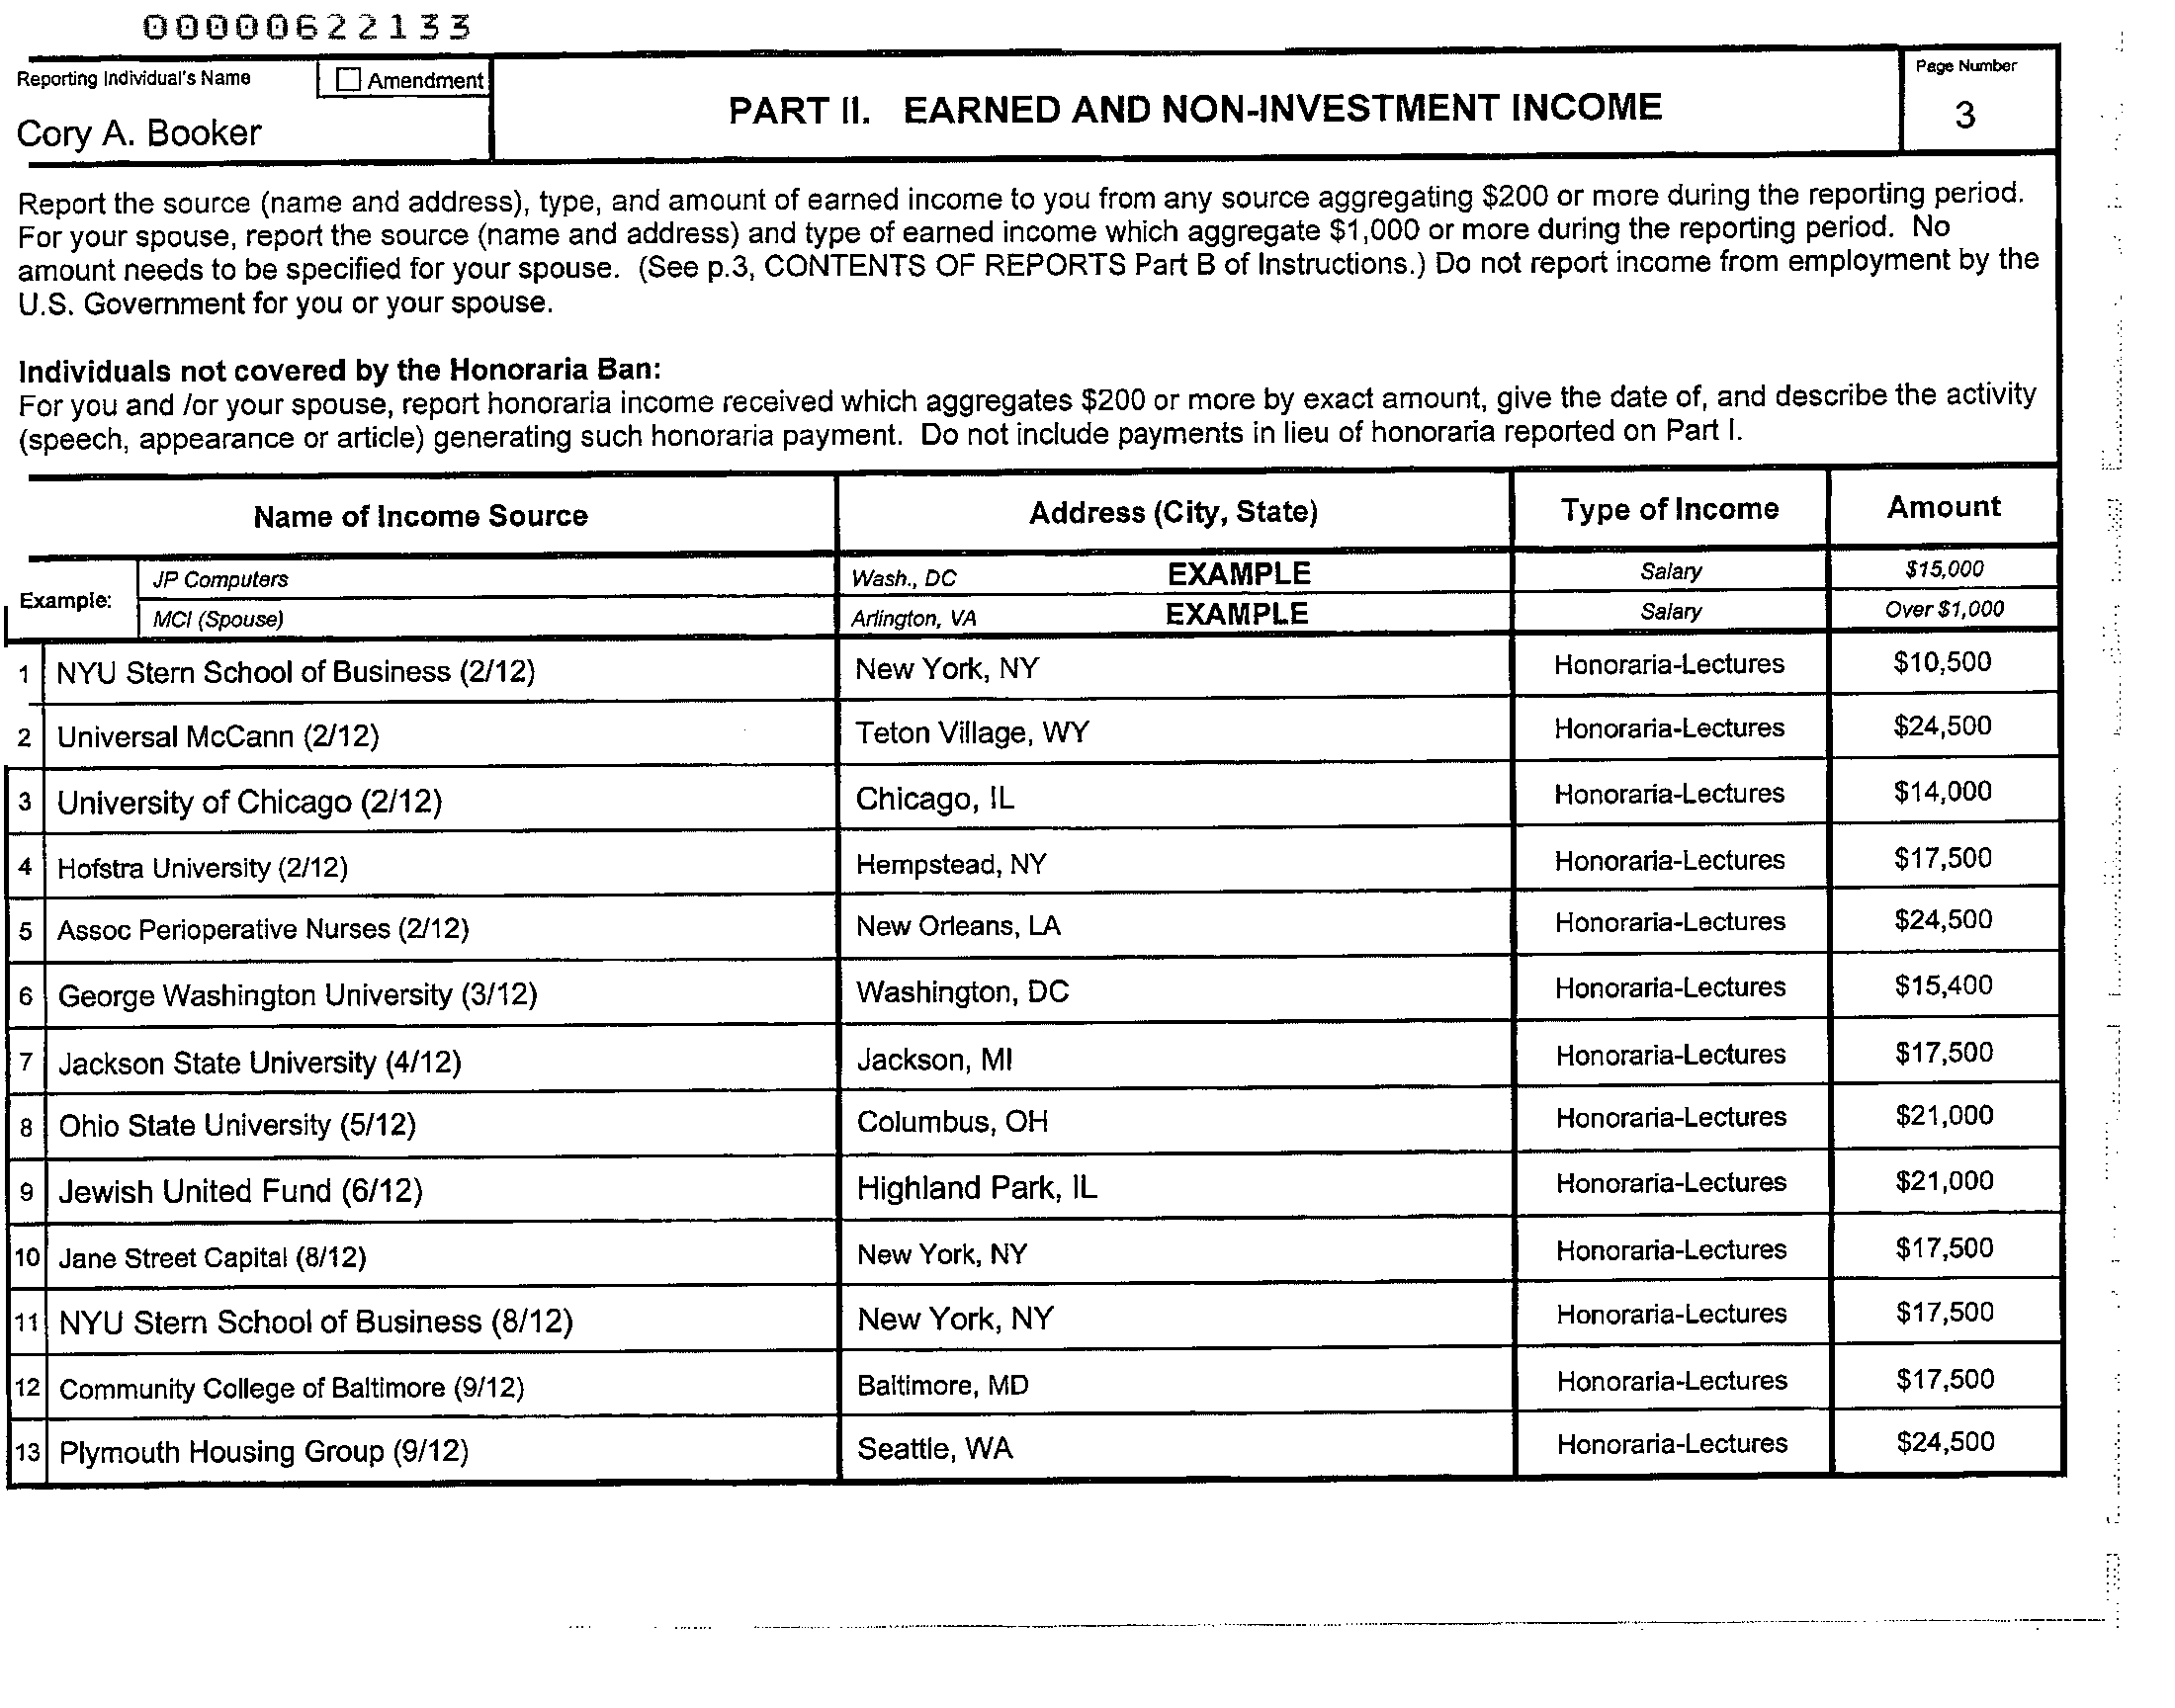 00000622133
Reporting Individual's Name
Amendment
Cory A. Booker
PART II. EARNED AND NON-INVESTMENT INCOME
Page Number
3
Report the source (name and address), type, and amount of earned income to you from any source aggregating $200 or more during the reporting period.
For your spouse, report the source (name and address) and type of earned income which aggregate $1,000 or more during the reporting period. No
amount needs to be specified for your spouse. (See p.3, CONTENTS OF REPORTS Part B of Instructions.) Do not report income from employment by the
U.S. Government for you or your spouse.
Individuals not covered by the Honoraria Ban:
For you and /or your spouse, report honoraria income received which aggregates $200 or more by exact amount, give the date of, and describe the activity
(speech, appearance or article) generating such honoraria payment. Do not include payments in lieu of honoraria reported on Part I.
Name of Income Source Address (City, State) Type of Income Amount
Example:
JP Computers Wash., DC EXAMPLE Salary $15,000
MCI (Spouse) Arlington, VA EXAMPLE Salary Over $1,000
1 NYU Stern School of Business (2/12) New York, NY Honoraria-Lectures $10,500
2 Universal McCann (2/12) Teton Village, WY Honoraria-Lectures $24,500
3 University of Chicago (2/12) Chicago, IL Honoraria-Lectures $14,000
4 Hofstra University (2/12) Hempstead, NY Honoraria-Lectures $17,500
5 Assoc Perioperative Nurses (2/12) New Orleans, LA Honoraria-Lectures $24,500
6 George Washington University (3/12) Washington, DC Honoraria-Lectures $15,400
7 Jackson State University (4/12) Jackson, MI Honoraria-Lectures $17,500
8 Ohio State University (5/12) Columbus, OH Honoraria-Lectures $21,000
9 Jewish United Fund (6/12) Highland Park, IL Honoraria-Lectures $21,000
10 Jane Street Capital (8/12) New York, NY Honoraria-Lectures $17,500
11 NYU Stern School of Business (8/12) New York, NY Honoraria-Lectures $17,500
12 Community College of Baltimore (9/12) Baltimore, MD Honoraria-Lectures $17,500
13 Plymouth Housing Group (9/12) Seattle, WA Honoraria-Lectures $24,500